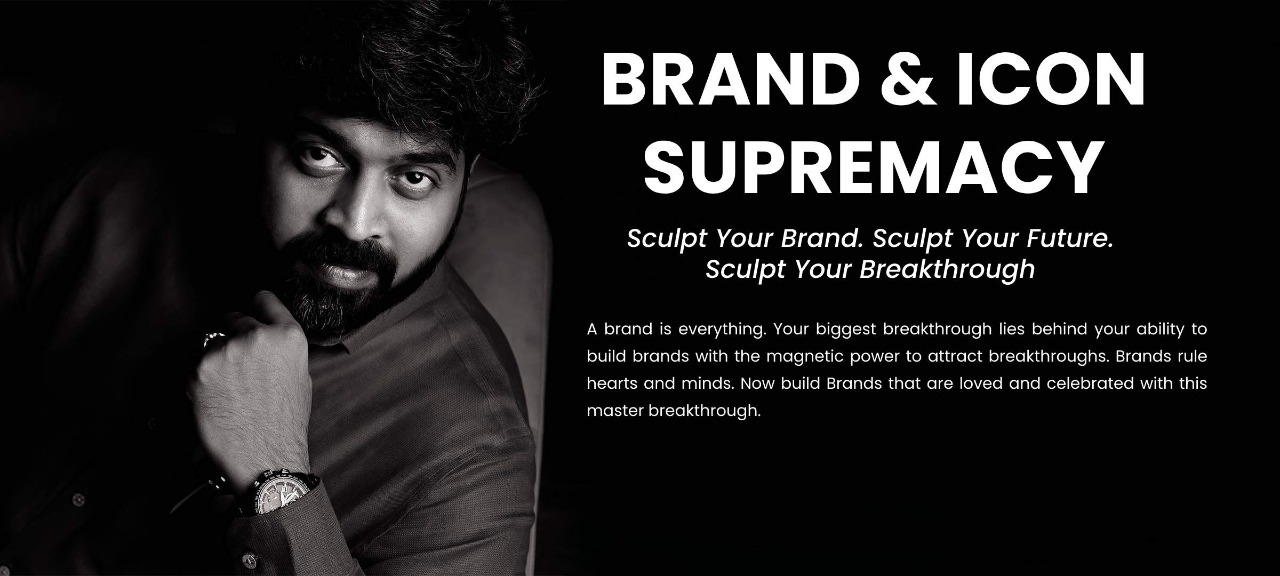 BRAND & ICON
SUPREMACY
Sculpt Your Brand. Sculpt Your Future.
Sculpt Your Breakthrough
A brand is everything. Your biggest breakthrough lies behind your ability to
build brands with the magnetic power to attract breakthroughs. Brands rule
hearts and minds. Now build Brands that are loved and celebrated with this
master breakthrough.